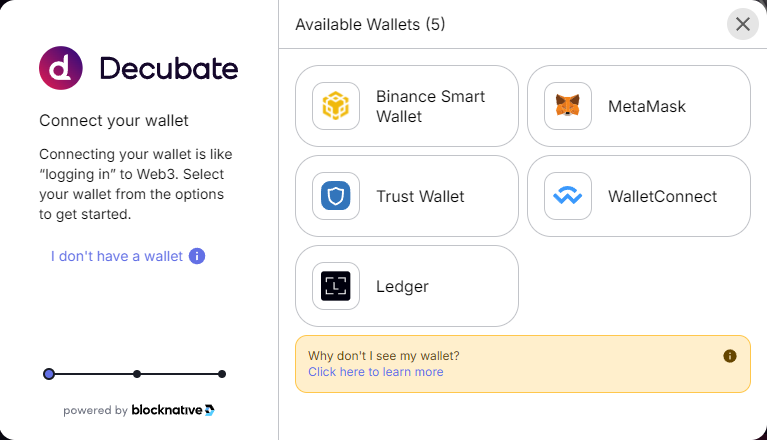 Decubate
Connect your wallet
Connecting your wallet is like
“logging in” to Web3. Select
your wallet from the options
to get started.
I don't have a wallet
powered by blocknative
Available Wallets (5)
Binance Smart
Wallet
MetaMask
Trust Wallet
WalletConnect
Ledger
Why don't I see my wallet?
Click here to learn more